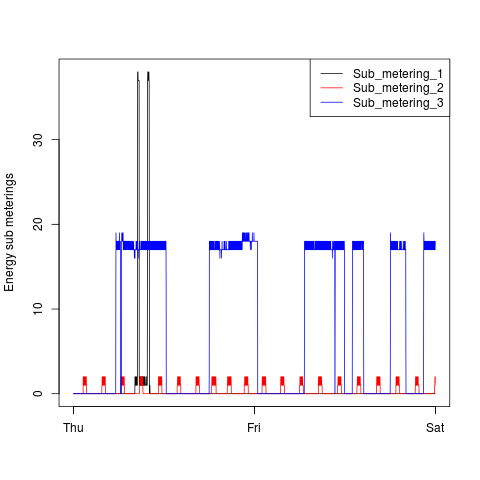 Sub_metering_1
Sub_metering_2
Sub_metering_3
Energy sub meterings
30
20
10
0
Thu Fri Sat